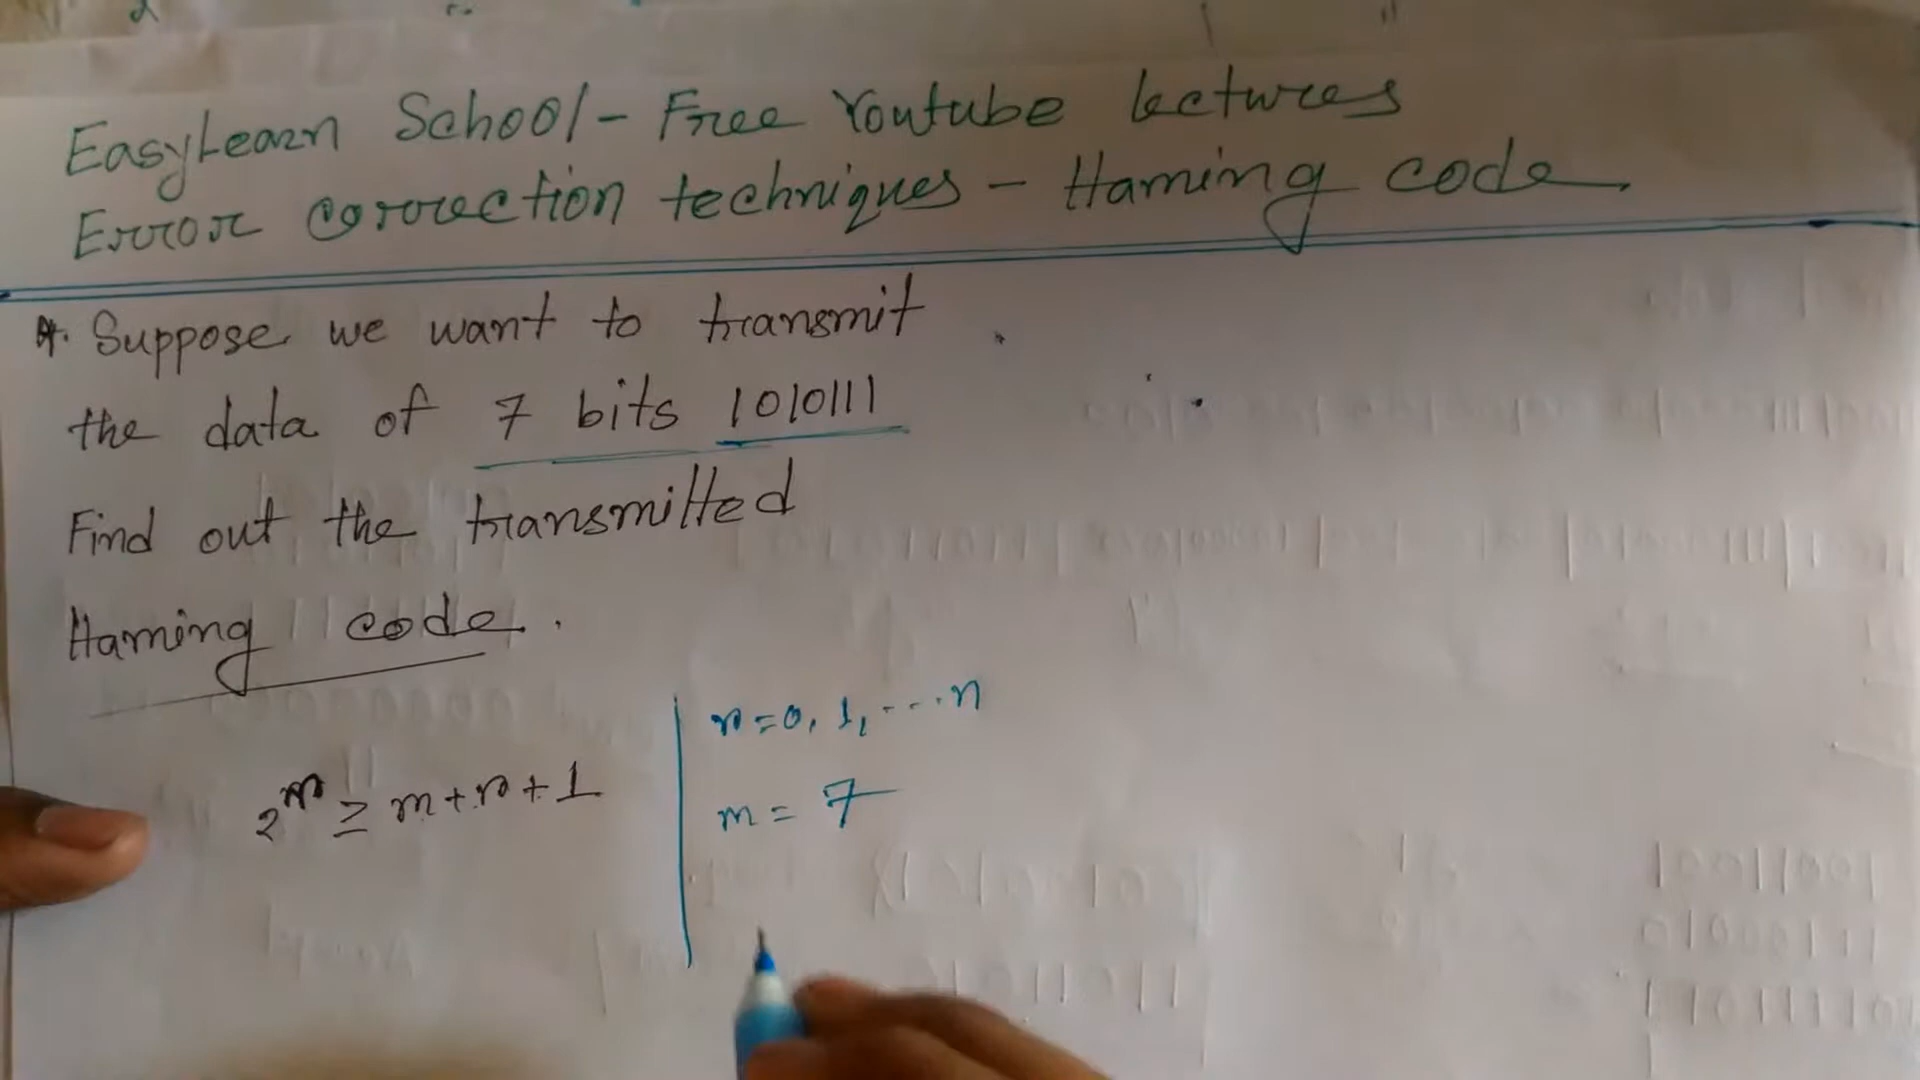 EasyLearn School - Free Youtube lectures
Error correction techniques - Haming code.
Suppose we want to transmit
the data of 7 bits 1010111
Find out the transmitted
Haming code.
2^r ≥ m+r+1
r=0, 1, ...n
m = 7